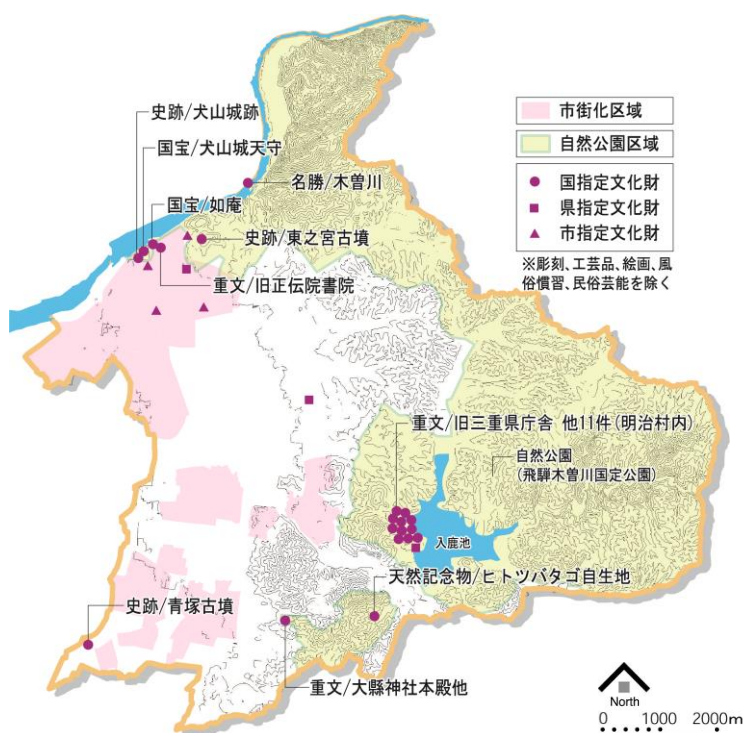 史跡/犬山城跡
国宝/犬山城天守
国宝/如庵
名勝/木曽川
史跡/東之宮古墳
重文/旧正伝院書院
市街化区域
自然公園区域
国指定文化財
県指定文化財
市指定文化財
※彫刻、工芸品、絵画、風
俗慣習、民俗芸能を除く
重文/旧三重県庁舎 他11件(明治村内)
自然公園
(飛騨木曽川国定公園)
入鹿池
天然記念物/ヒトツバタゴ自生地
史跡/青塚古墳
重文/大縣神社本殿他
North
0 1000 2000m